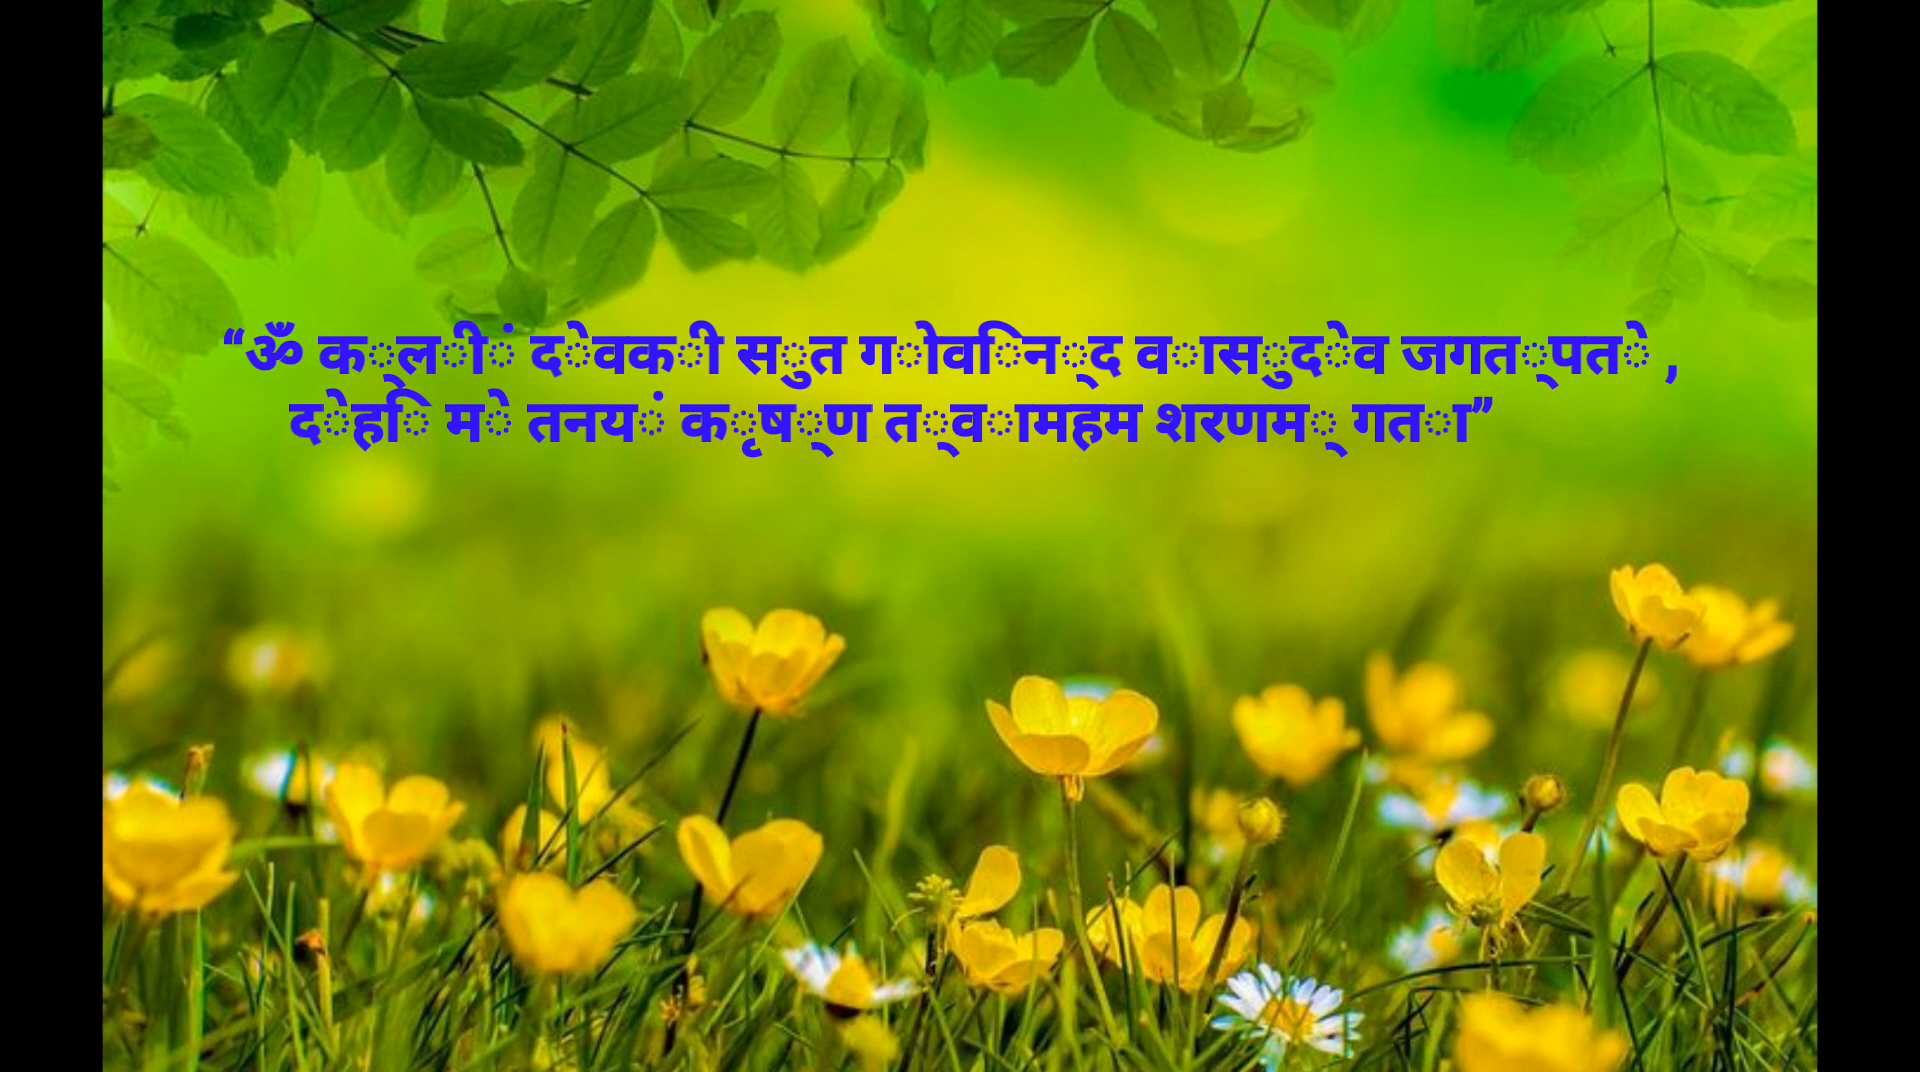 “ॐ क्लीं देवकी सुत गोविन्द वासुदेव जगत्पते ,
देहि मे तनयं कृष्ण त्वामहम शरणम् गता”